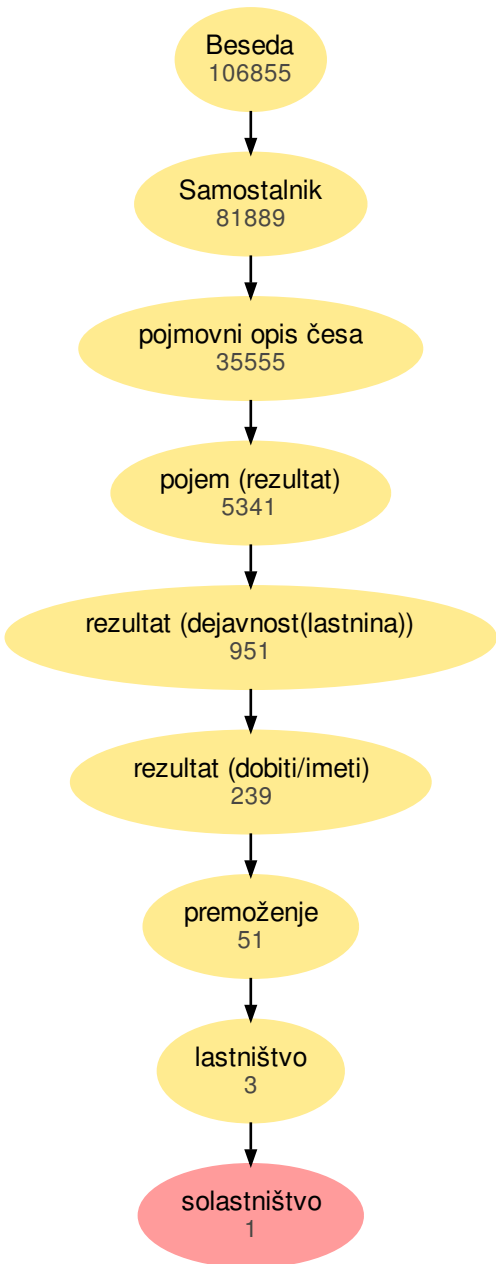 Beseda
106855
Samostalnik
81889
pojmovni opis česa
35555
pojem (rezultat)
5341
rezultat (dejavnost(lastnina))
951
rezultat (dobiti/imeti)
239
premoženje
51
lastništvo
3
solastništvo
1